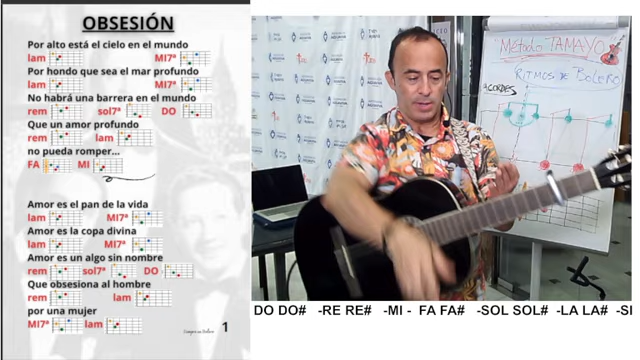 OBSESIÓN
Por alto está el cielo en el mundo
lam MI7ª
Por hondo que sea el mar profundo
lam MI7ª
No habrá una barrera en el mundo
rem sol7ª DO
Que un amor profundo
rem lam
no pueda romper...
FA MI
Amor es el pan de la vida
lam MI7ª
Amor es la copa divina
lam MI7ª
Amor es un algo sin nombre
rem sol7ª DO
Que obsesiona al hombre
rem lam
por una mujer
MI7ª lam
1
Método TAMAYO
RITMOS DE BOLERO
ACORDES
DO DO# -RE RE# -MI - FA FA# -SOL SOL# -LA LA# -SI